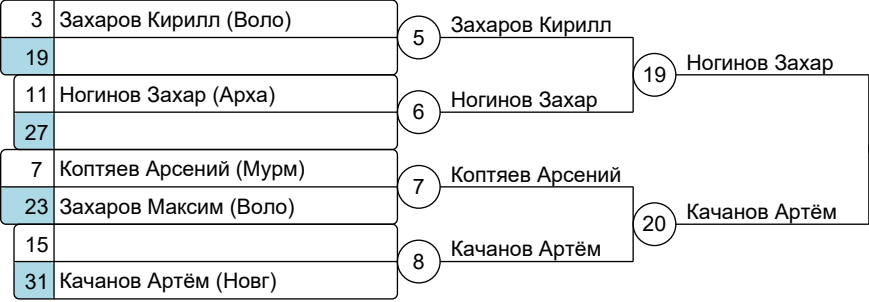 3 Захаров Кирилл (Воло)
19
5 Захаров Кирилл
11 Ногинов Захар (Арха)
27
6 Ногинов Захар
19 Ногинов Захар
7 Коптяев Арсений (Мурм)
23 Захаров Максим (Воло)
7 Коптяев Арсений
15
31 Качанов Артём (Новг)
8 Качанов Артём
20 Качанов Артём